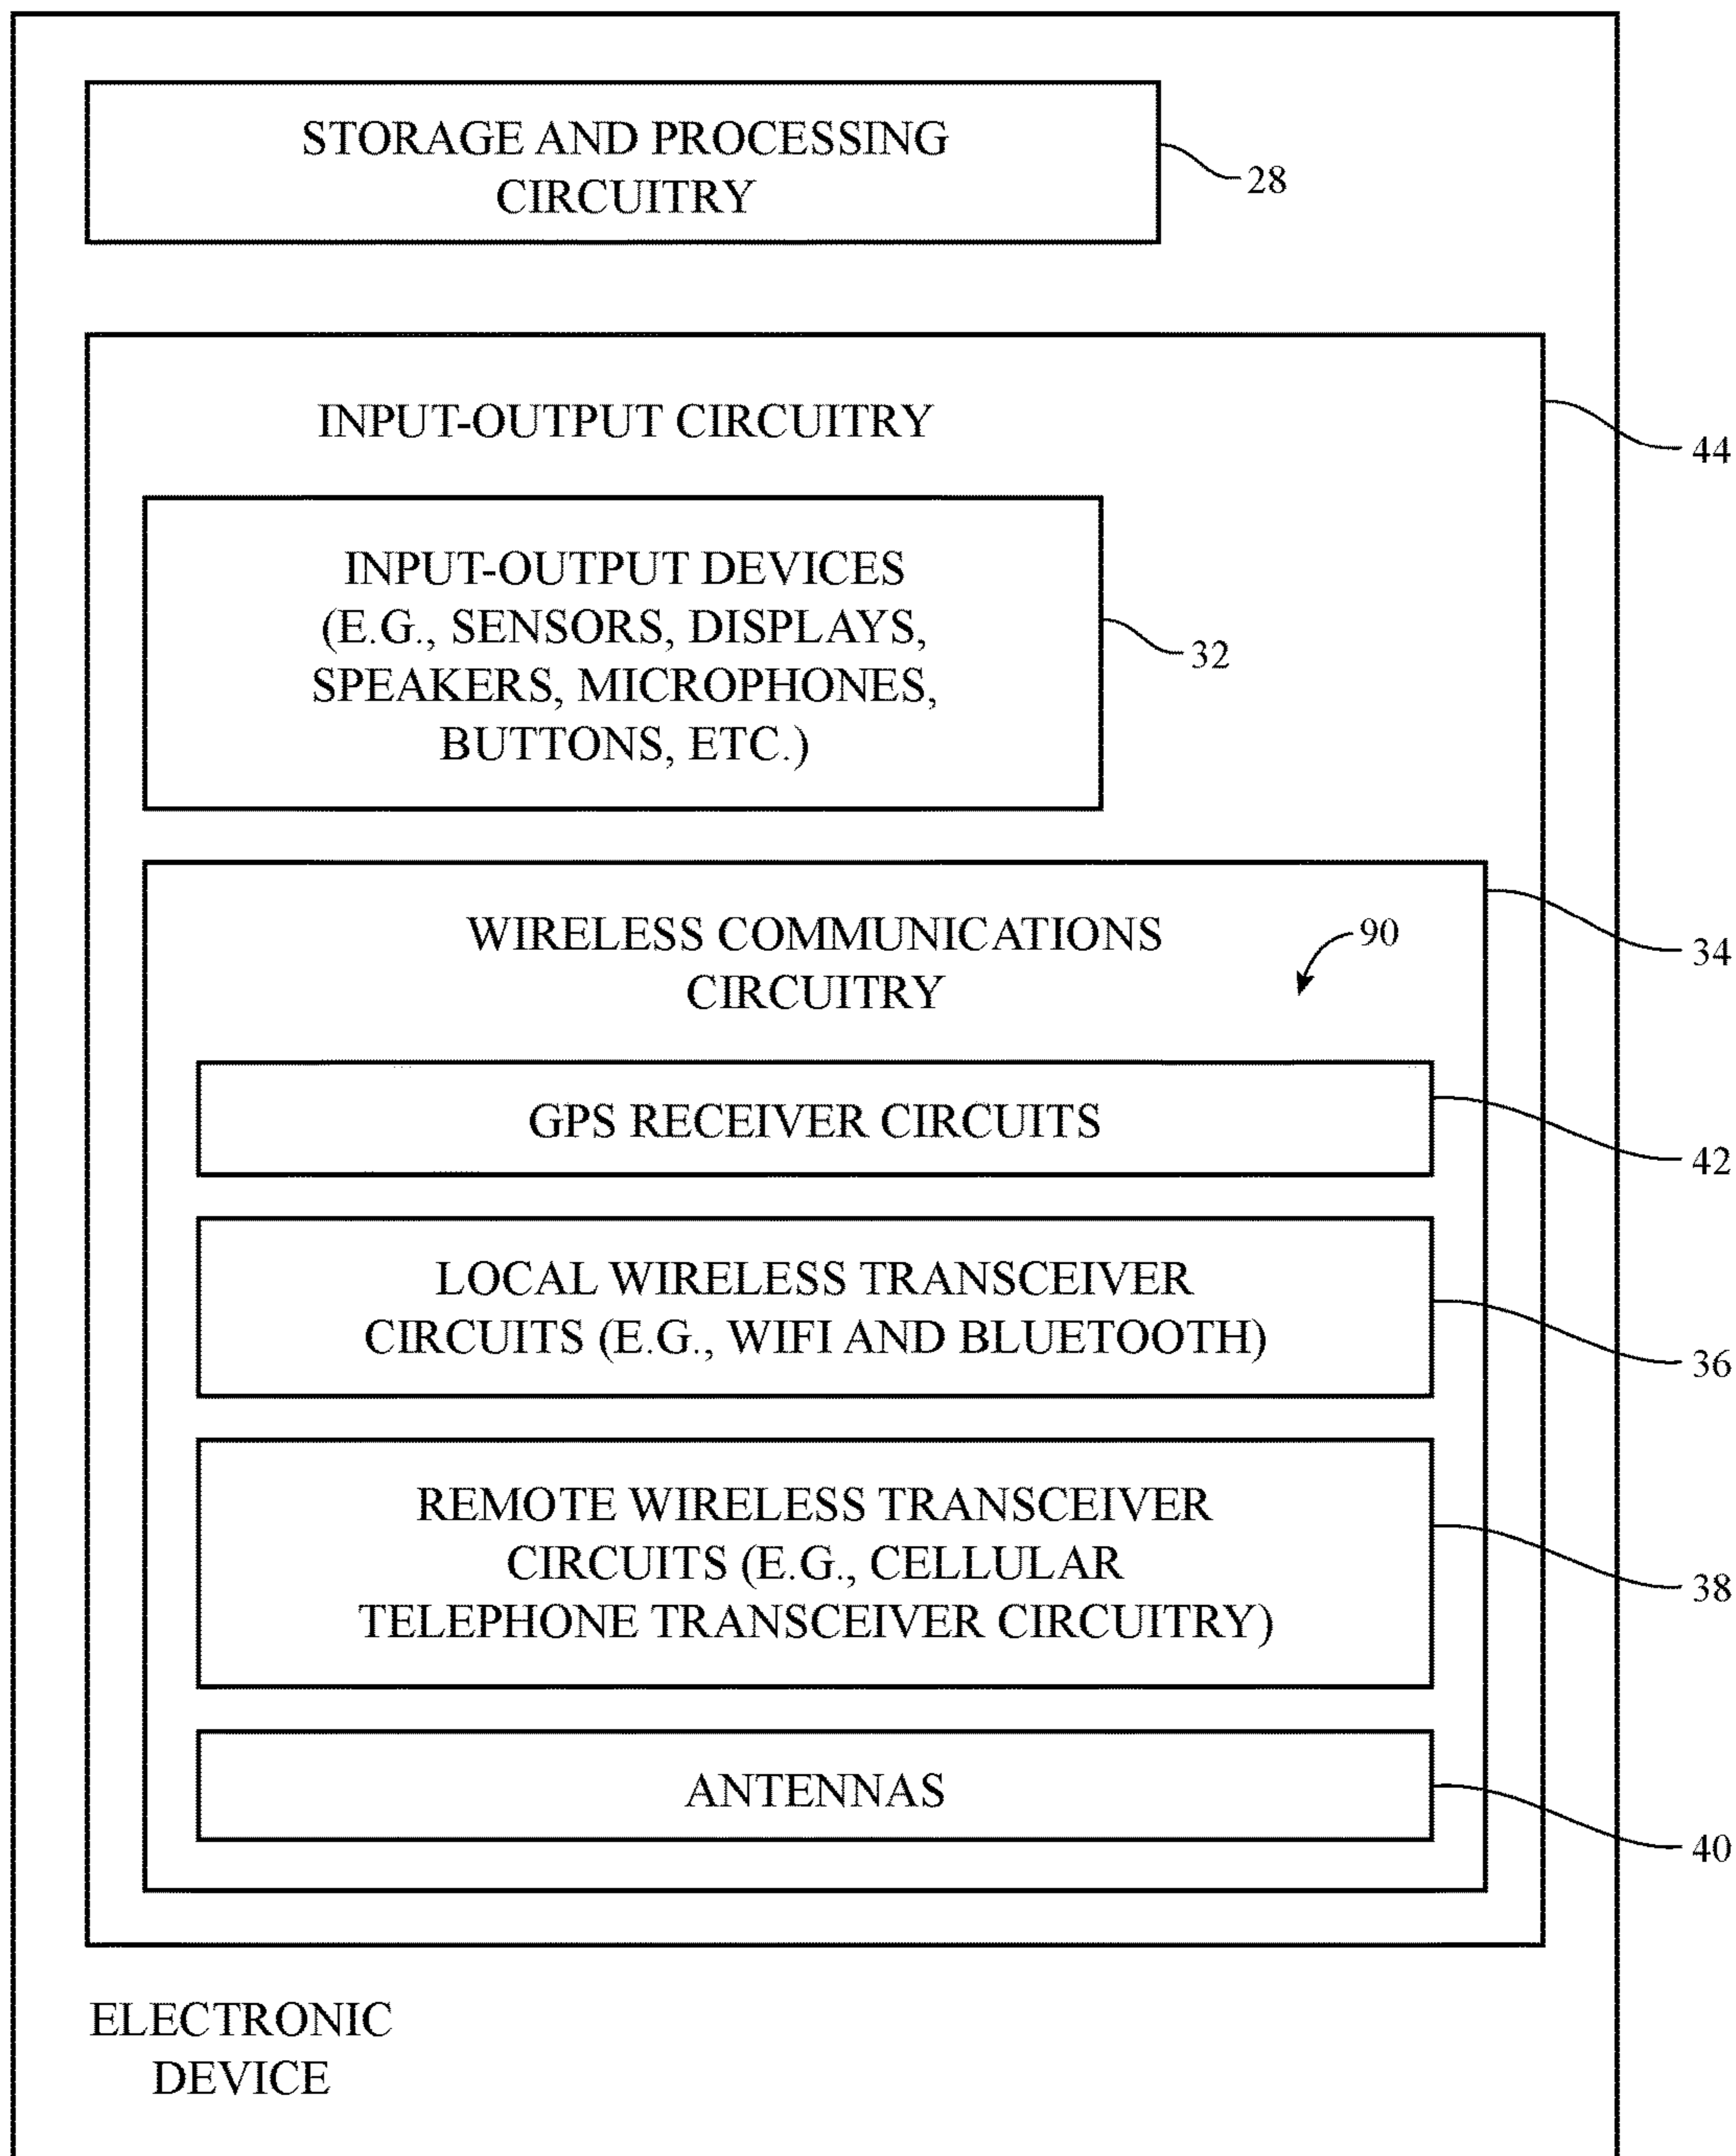 STORAGE AND PROCESSING
CIRCUITRY
28
INPUT-OUTPUT CIRCUITRY
44
INPUT-OUTPUT DEVICES
(E.G., SENSORS, DISPLAYS,
SPEAKERS, MICROPHONES,
BUTTONS, ETC.)
32
WIRELESS COMMUNICATIONS
CIRCUITRY
90
34
GPS RECEIVER CIRCUITS
42
LOCAL WIRELESS TRANSCEIVER
CIRCUITS (E.G., WIFI AND BLUETOOTH)
36
REMOTE WIRELESS TRANSCEIVER
CIRCUITS (E.G., CELLULAR
TELEPHONE TRANSCEIVER CIRCUITRY)
38
ANTENNAS
40
ELECTRONIC
DEVICE